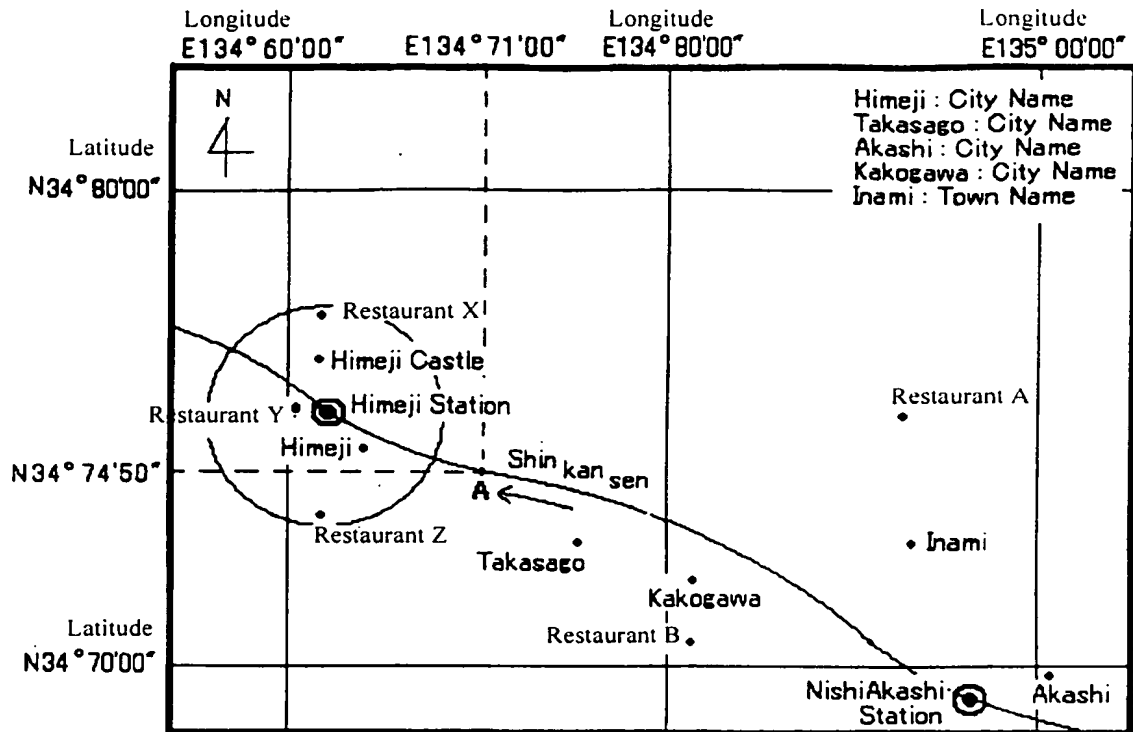 Longitude
E134°60'00"
E134°71'00"
Longitude
E134°80'00"
Longitude
E135°00'00"
N
Himeji : City Name
Takasago : City Name
Akashi : City Name
Kakogawa : City Name
Inami : Town Name
Latitude
N34°80'00"
Restaurant X
Himeji Castle
Restaurant Y
Himeji Station
Restaurant A
Himeji
N34°74'50"
Shin kan sen
A
Restaurant Z
Takasago
Inami
Kakogawa
Latitude
Restaurant B
N34°70'00"
NishiAkashi
Station
Akashi